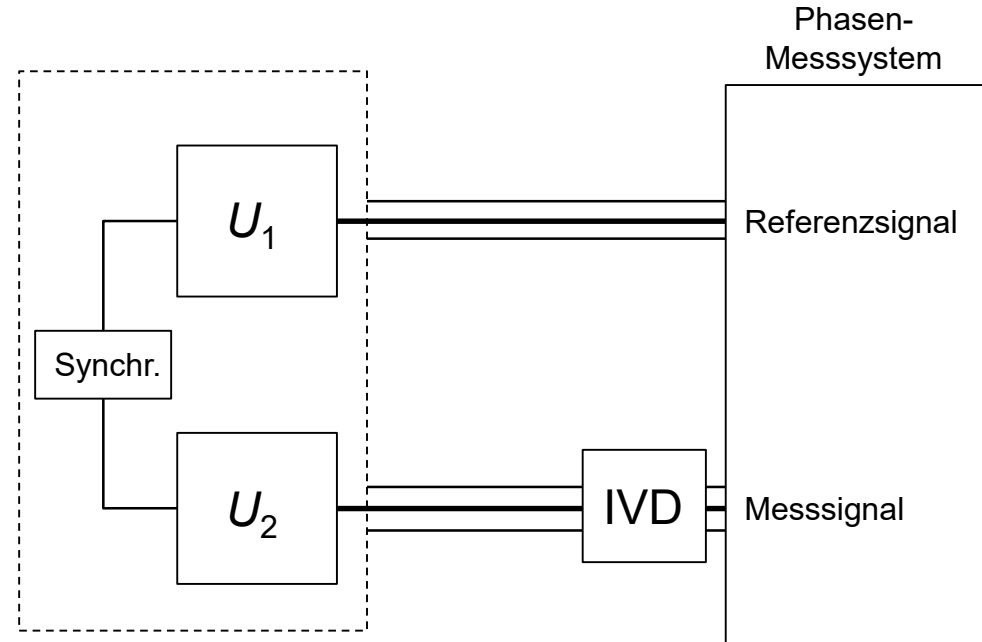 Phasen-
Messsystem
U₁
Referenzsignal
Synchr.
U₂
IVD
Messsignal